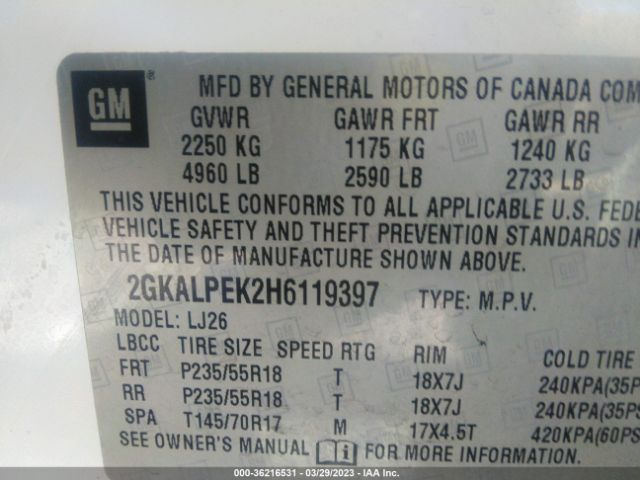 GM ®
MFD BY GENERAL MOTORS OF CANADA COM
GVWR GAWR FRT GAWR RR
2250 KG 1175 KG 1240 KG
4960 LB 2590 LB 2733 LB
THIS VEHICLE CONFORMS TO ALL APPLICABLE U.S. FEDE
VEHICLE SAFETY AND THEFT PREVENTION STANDARDS IN
THE DATE OF MANUFACTURE SHOWN ABOVE.
2GKALPEK2H6119397 TYPE: M.P.V.
MODEL: LJ26
LBCC TIRE SIZE SPEED RTG RIM COLD TIRE
FRT P235/55R18 T 18X7J 240KPA(35P
RR P235/55R18 T 18X7J 240KPA(35PS
SPA T145/70R17 M 17X4.5T 420KPA(60PS
SEE OWNER'S MANUAL i FOR MORE INFORMATION.
000-36216531 - 03/29/2023 - IAA Inc.